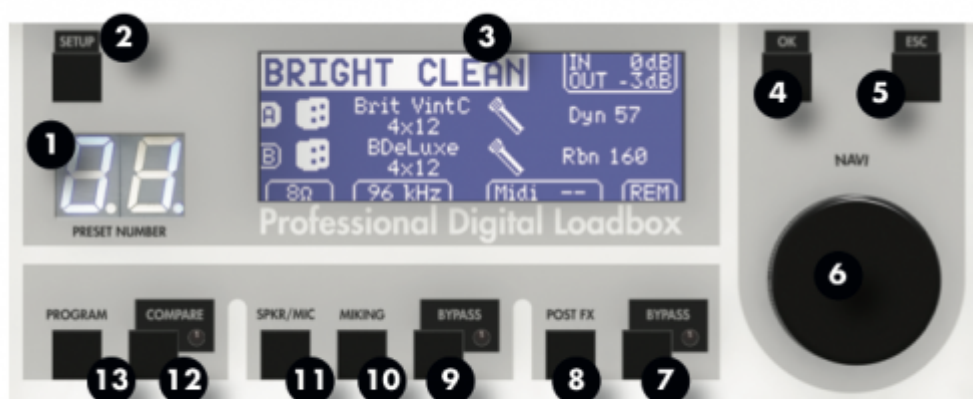 SETUP
2
3
BRIGHT CLEAN
IN 0dB
OUT -3dB
A Brit VintC 4x12 Dyn 57
B BDeLuxe 4x12 Rbn 160
8Ω 96 kHz Midi -- REM
Professional Digital Loadbox
1
PRESET NUMBER
OK
ESC
4
5
NAVI
6
PROGRAM COMPARE SPKR/MIC MIKING BYPASS POST FX BYPASS
13 12 11 10 9 8 7